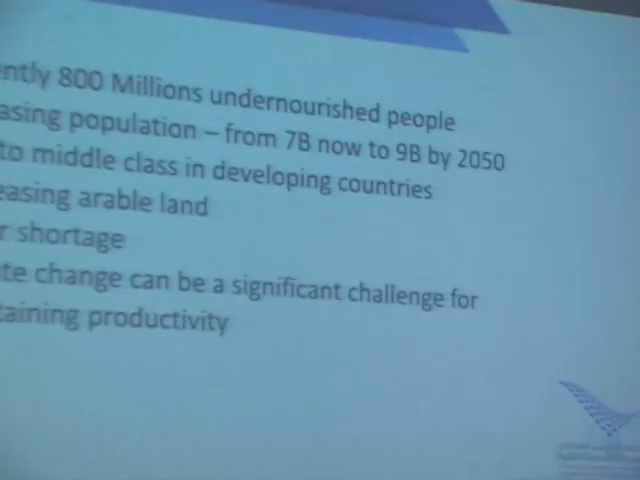 ently 800 Millions undernourished people
asing population – from 7B now to 9B by 2050
to middle class in developing countries
easing arable land
r shortage
te change can be a significant challenge for
taining productivity